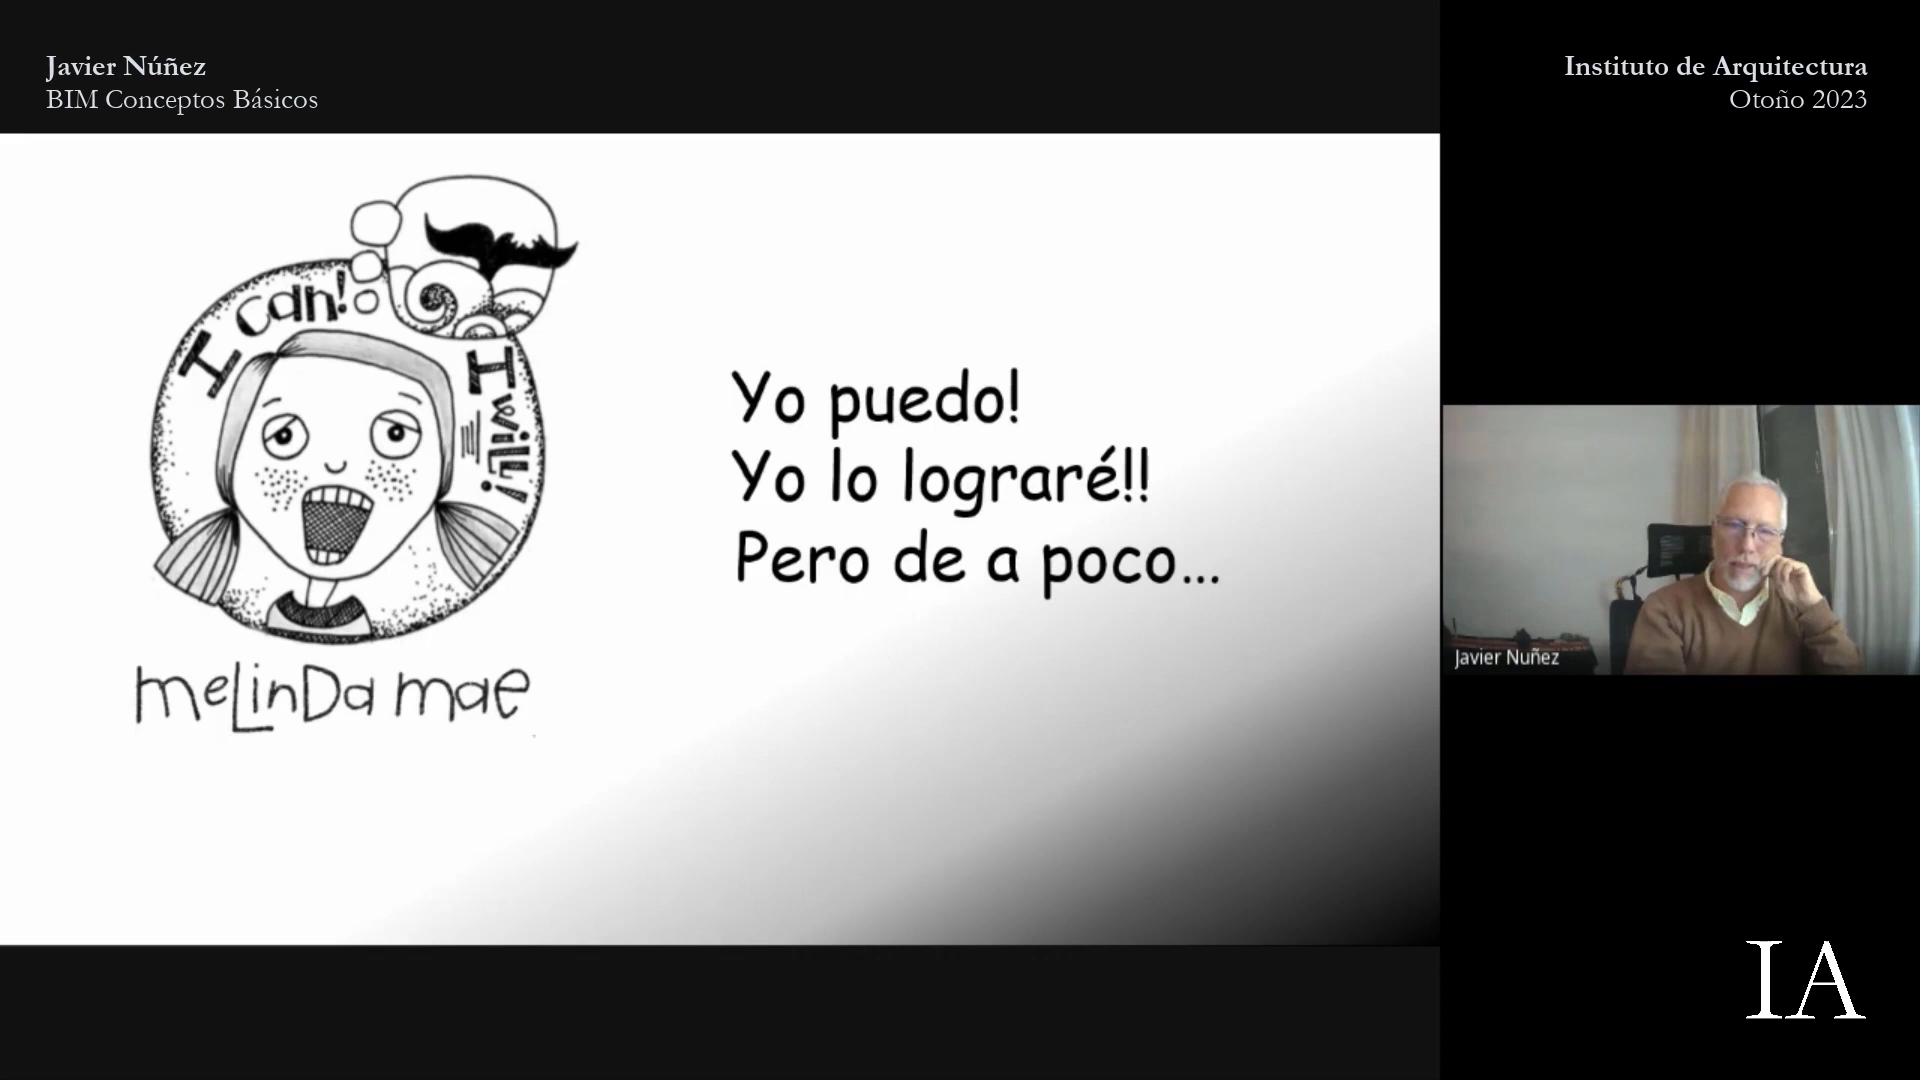 Javier Núñez
BIM Conceptos Básicos
Instituto de Arquitectura
Otoño 2023
I can!
I will!
meLinDa mae
Yo puedo!
Yo lo lograré!!
Pero de a poco...
Javier Nuñez
IA